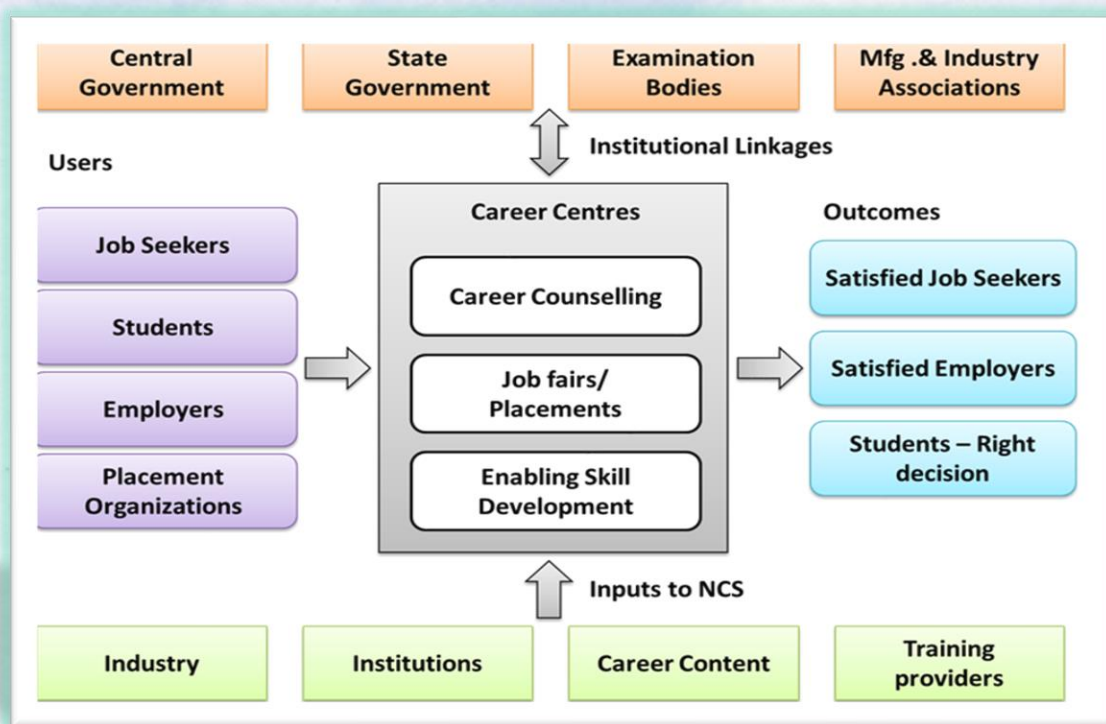 Central
Government
State
Government
Examination
Bodies
Mfg .& Industry
Associations
Institutional Linkages
Users
Job Seekers
Students
Employers
Placement
Organizations
Career Centres
Career Counselling
Job fairs/
Placements
Enabling Skill
Development
Outcomes
Satisfied Job Seekers
Satisfied Employers
Students – Right
decision
Inputs to NCS
Industry
Institutions
Career Content
Training
providers